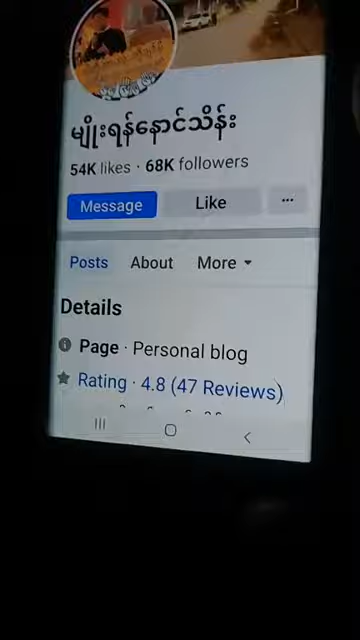 မျိုးရန်နောင်သိန်း
54K likes · 68K followers
Message
Like
Posts
About
More
Details
Page · Personal blog
Rating · 4.8 (47 Reviews)